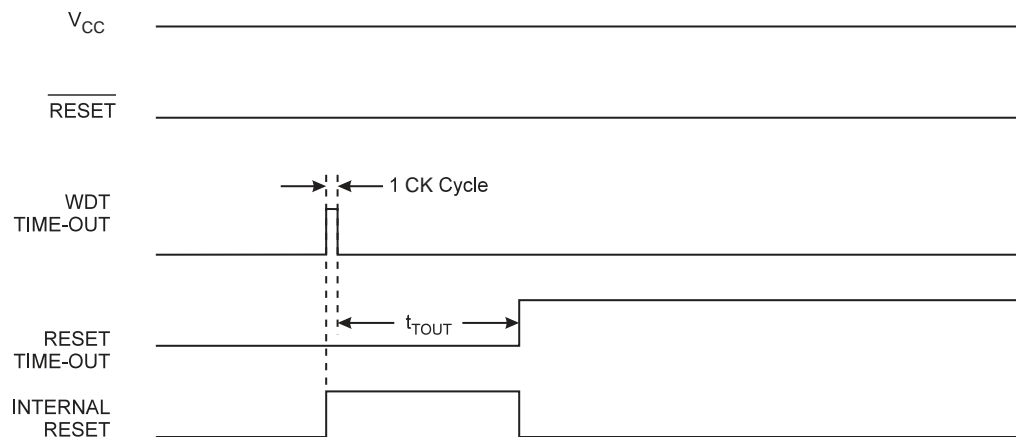 VCC
RESET
1 CK Cycle
WDT
TIME-OUT
tTOUT
RESET
TIME-OUT
INTERNAL
RESET